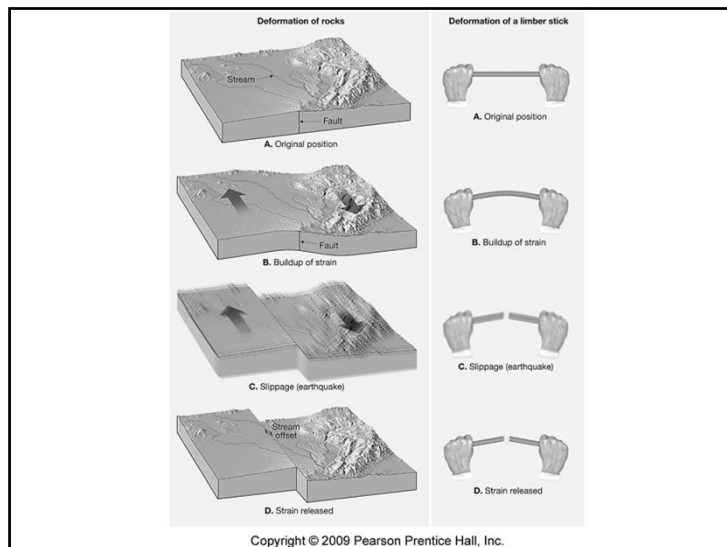 Deformation of rocks
Stream
Fault
A. Original position
Fault
B. Buildup of strain
C. Slippage (earthquake)
Stream
offset
D. Strain released
Deformation of a limber stick
A. Original position
B. Buildup of strain
C. Slippage (earthquake)
D. Strain released
Copyright © 2009 Pearson Prentice Hall, Inc.